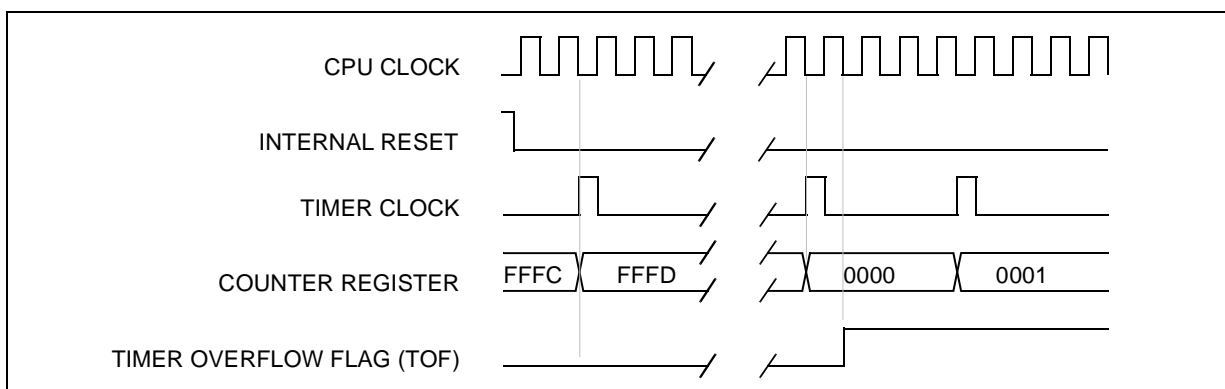 CPU CLOCK
INTERNAL RESET
TIMER CLOCK
COUNTER REGISTER FFFC FFFD 0000 0001
TIMER OVERFLOW FLAG (TOF)